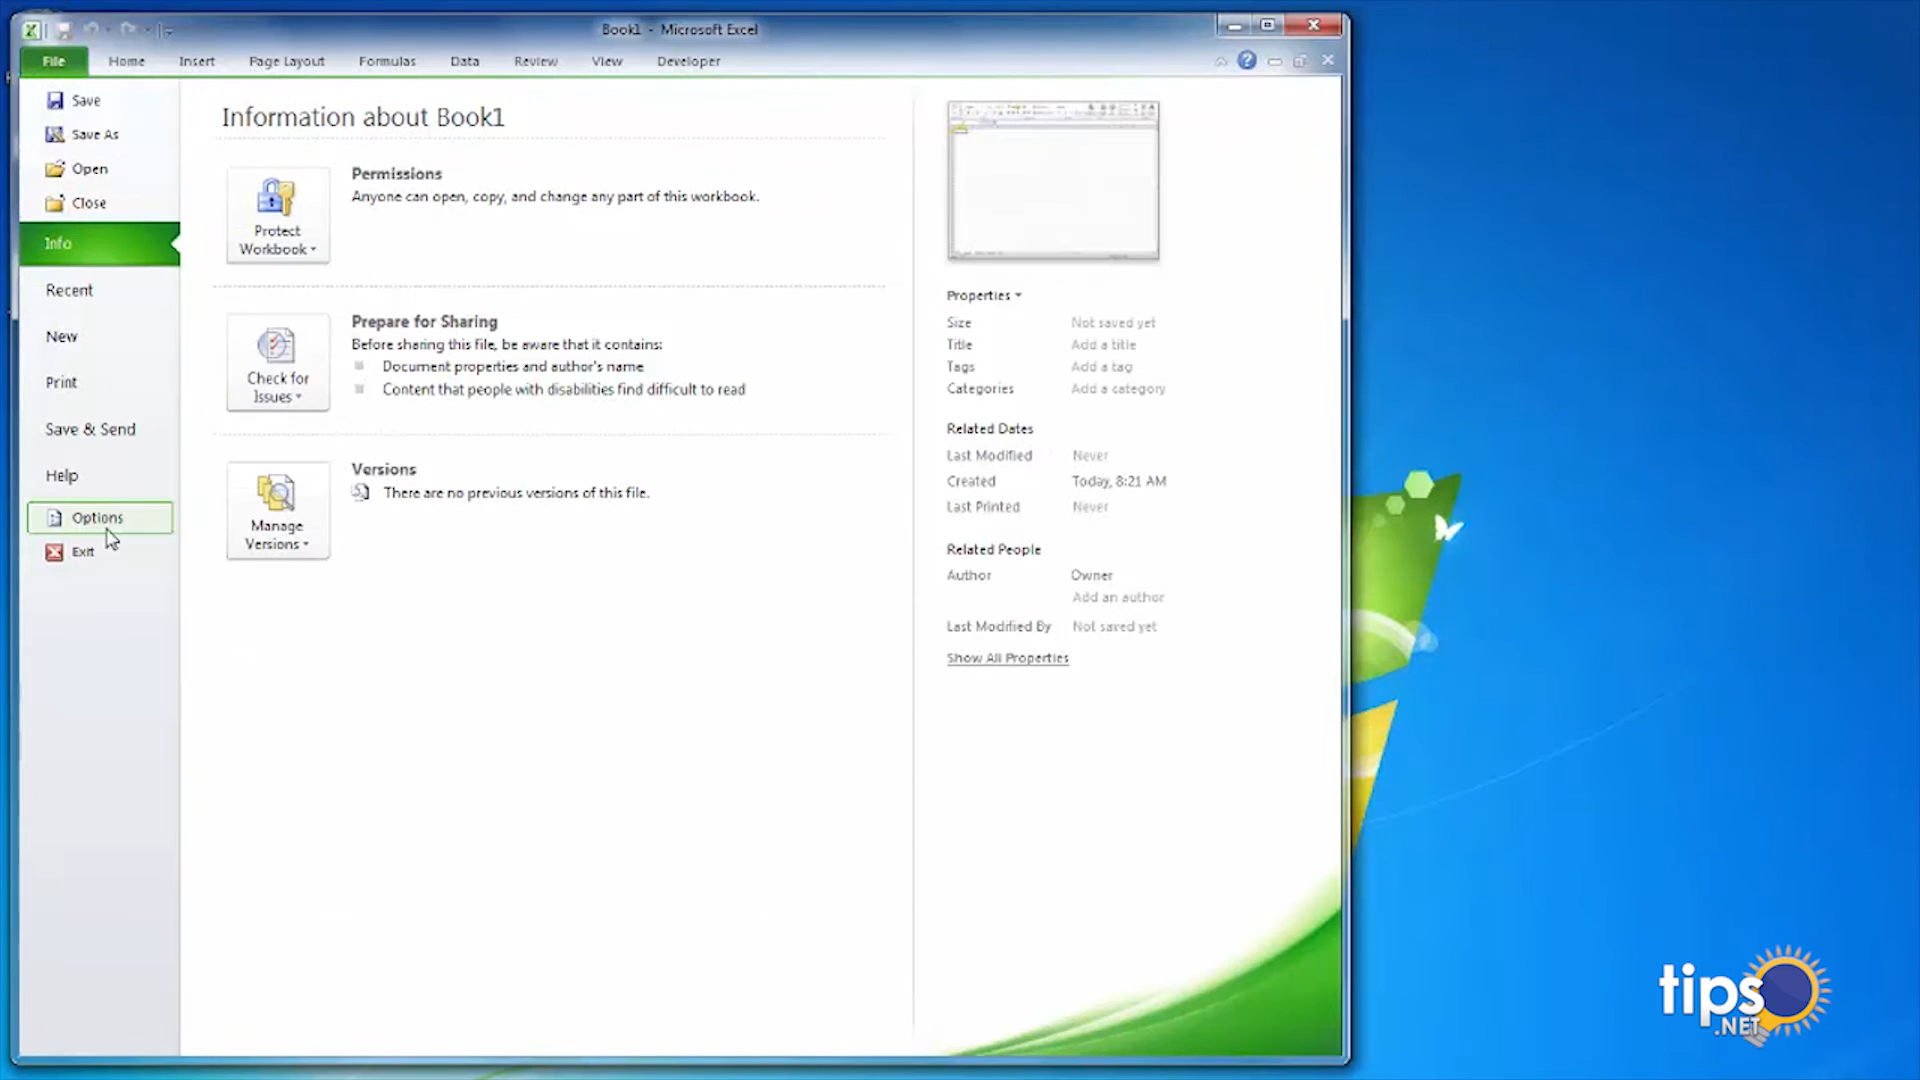 Book1 - Microsoft Excel
File Home Insert Page Layout Formulas Data Review View Developer
Save
Save As
Open
Close
Info
Recent
New
Print
Save & Send
Help
Options
Exit
Information about Book1
Protect
Workbook
Permissions
Anyone can open, copy, and change any part of this workbook.
Check for
Issues
Prepare for Sharing
Before sharing this file, be aware that it contains:
Document properties and author's name
Content that people with disabilities find difficult to read
Manage
Versions
Versions
There are no previous versions of this file.
Properties
Size Not saved yet
Title Add a title
Tags Add a tag
Categories Add a category
Related Dates
Last Modified Never
Created Today, 8:21 AM
Last Printed Never
Related People
Author Owner
Add an author
Last Modified By Not saved yet
Show All Properties
tips
.NET